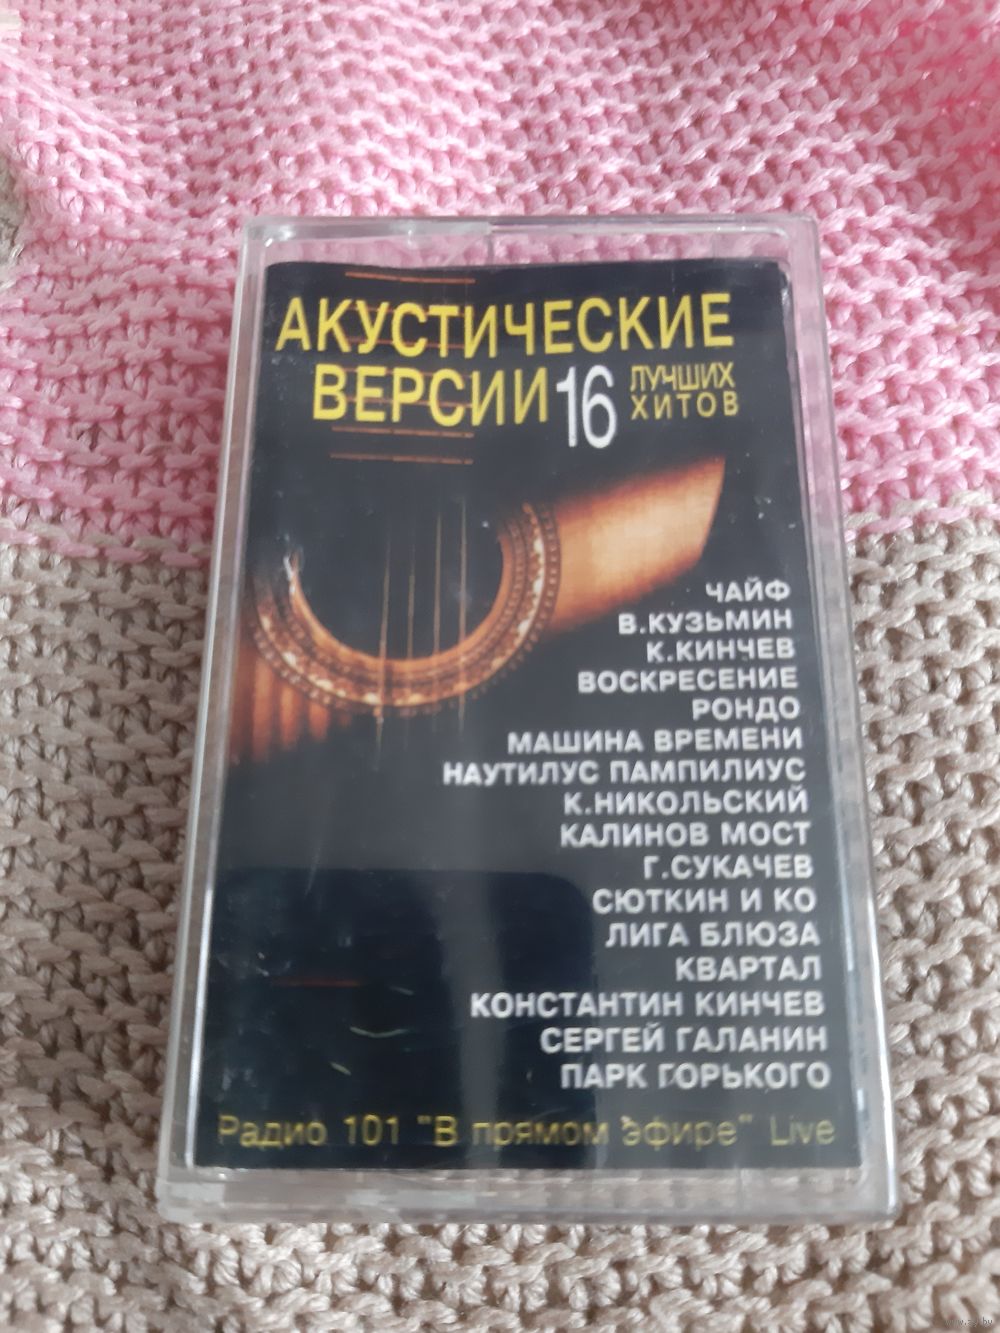 АКУСТИЧЕСКИЕ
ВЕРСИИ 16 ЛУЧШИХ
ХИТОВ
ЧАЙФ
В.КУЗЬМИН
К.КИНЧЕВ
ВОСКРЕСЕНИЕ
РОНДО
МАШИНА ВРЕМЕНИ
НАУТИЛУС ПАМПИЛИУС
К.НИКОЛЬСКИЙ
КАЛИНОВ МОСТ
Г.СУКАЧЕВ
СЮТКИН И КО
ЛИГА БЛЮЗА
КВАРТАЛ
КОНСТАНТИН КИНЧЕВ
СЕРГЕЙ ГАЛАНИН
ПАРК ГОРЬКОГО
Радио 101 "В прямом эфире" Live